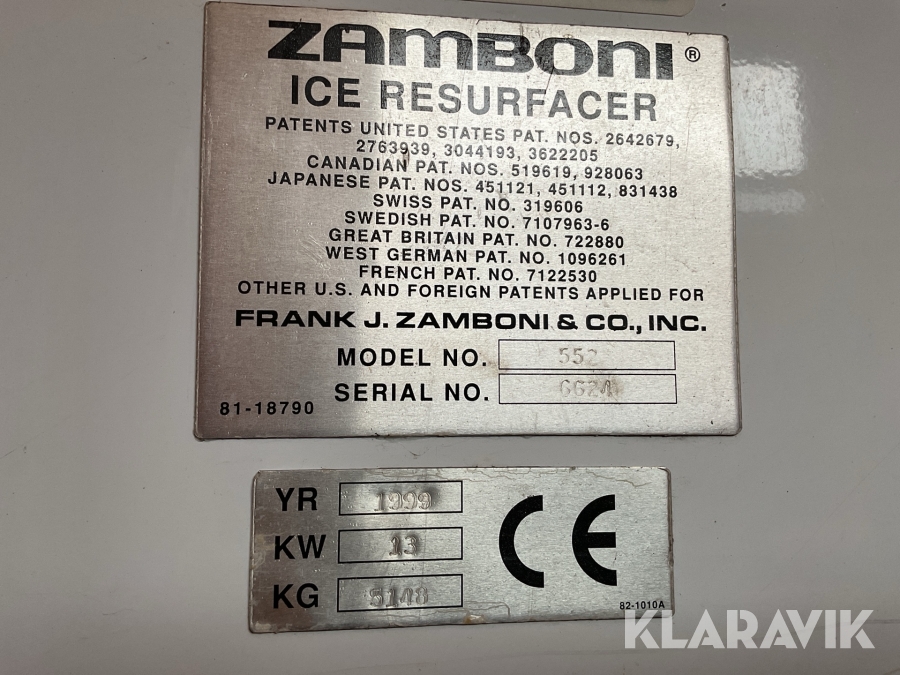 ZAMBONI®
ICE RESURFACER
PATENTS UNITED STATES PAT. NOS. 2642679,
2763939, 3044193, 3622205
CANADIAN PAT. NOS. 519619, 928063
JAPANESE PAT. NOS. 451121, 451112, 831438
SWISS PAT. NO. 319606
SWEDISH PAT. NO. 7107963-6
GREAT BRITAIN PAT. NO. 722880
WEST GERMAN PAT. NO. 1096261
FRENCH PAT. NO. 7122530
OTHER U.S. AND FOREIGN PATENTS APPLIED FOR
FRANK J. ZAMBONI & CO., INC.
MODEL NO. 552
SERIAL NO. 6624
81-18790
YR 1999
KW 13
KG 5148
CE
82-1010A
KLARAVIK